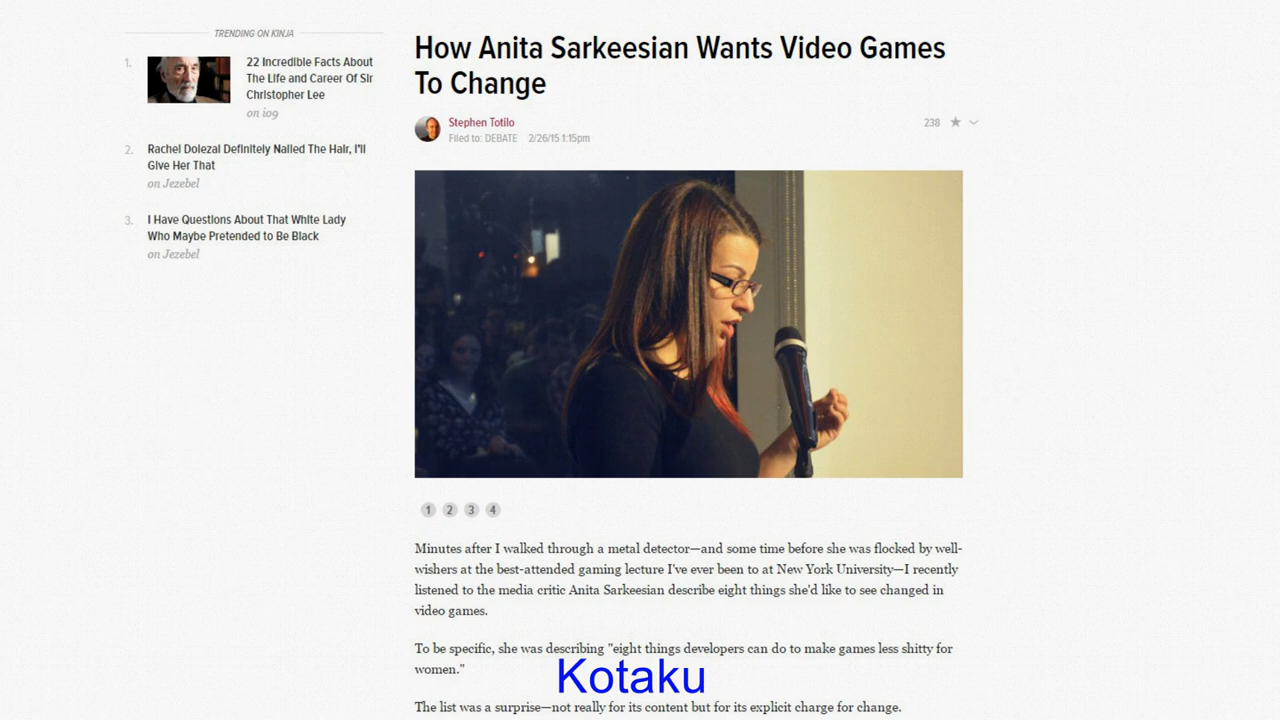 TRENDING ON KINJA
1.
22 Incredible Facts About
The Life and Career Of Sir
Christopher Lee
on io9
2.
Rachel Dolezal Definitely Nailed The Hair, I'll
Give Her That
on Jezebel
3.
I Have Questions About That White Lady
Who Maybe Pretended to Be Black
on Jezebel
How Anita Sarkeesian Wants Video Games
To Change
Stephen Totilo
Filed to: DEBATE 2/26/15 1:15pm
238
1 2 3 4
Minutes after I walked through a metal detector—and some time before she was flocked by well-
wishers at the best-attended gaming lecture I've ever been to at New York University—I recently
listened to the media critic Anita Sarkeesian describe eight things she'd like to see changed in
video games.
To be specific, she was describing "eight things developers can do to make games less shitty for
women."
Kotaku
The list was a surprise—not really for its content but for its explicit charge for change.